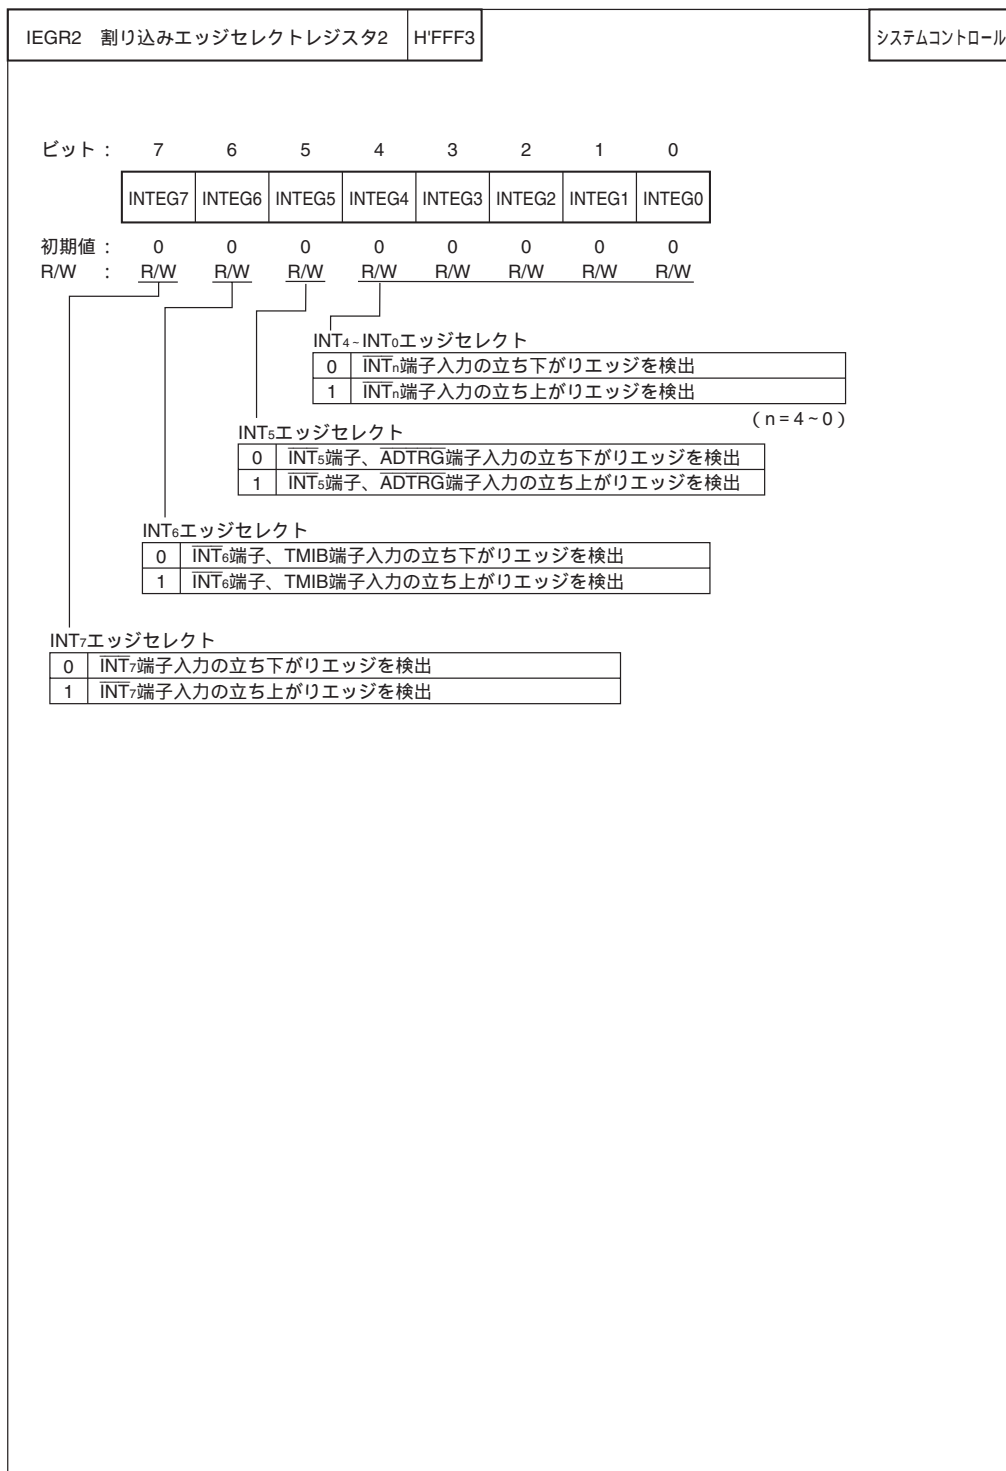 IEGR2　割り込みエッジセレクトレジスタ2 H'FFF3 システムコントロール
ビット : 7 6 5 4 3 2 1 0
INTEG7 INTEG6 INTEG5 INTEG4 INTEG3 INTEG2 INTEG1 INTEG0
初期値 : 0 0 0 0 0 0 0 0
R/W : R/W R/W R/W R/W R/W R/W R/W R/W
INT4~INT0エッジセレクト
0 INTn端子入力の立ち下がりエッジを検出
1 INTn端子入力の立ち上がりエッジを検出
(n=4~0)
INT5エッジセレクト
0 INT5端子、ADTRG端子入力の立ち下がりエッジを検出
1 INT5端子、ADTRG端子入力の立ち上がりエッジを検出
INT6エッジセレクト
0 INT6端子、TMIB端子入力の立ち下がりエッジを検出
1 INT6端子、TMIB端子入力の立ち上がりエッジを検出
INT7エッジセレクト
0 INT7端子入力の立ち下がりエッジを検出
1 INT7端子入力の立ち上がりエッジを検出